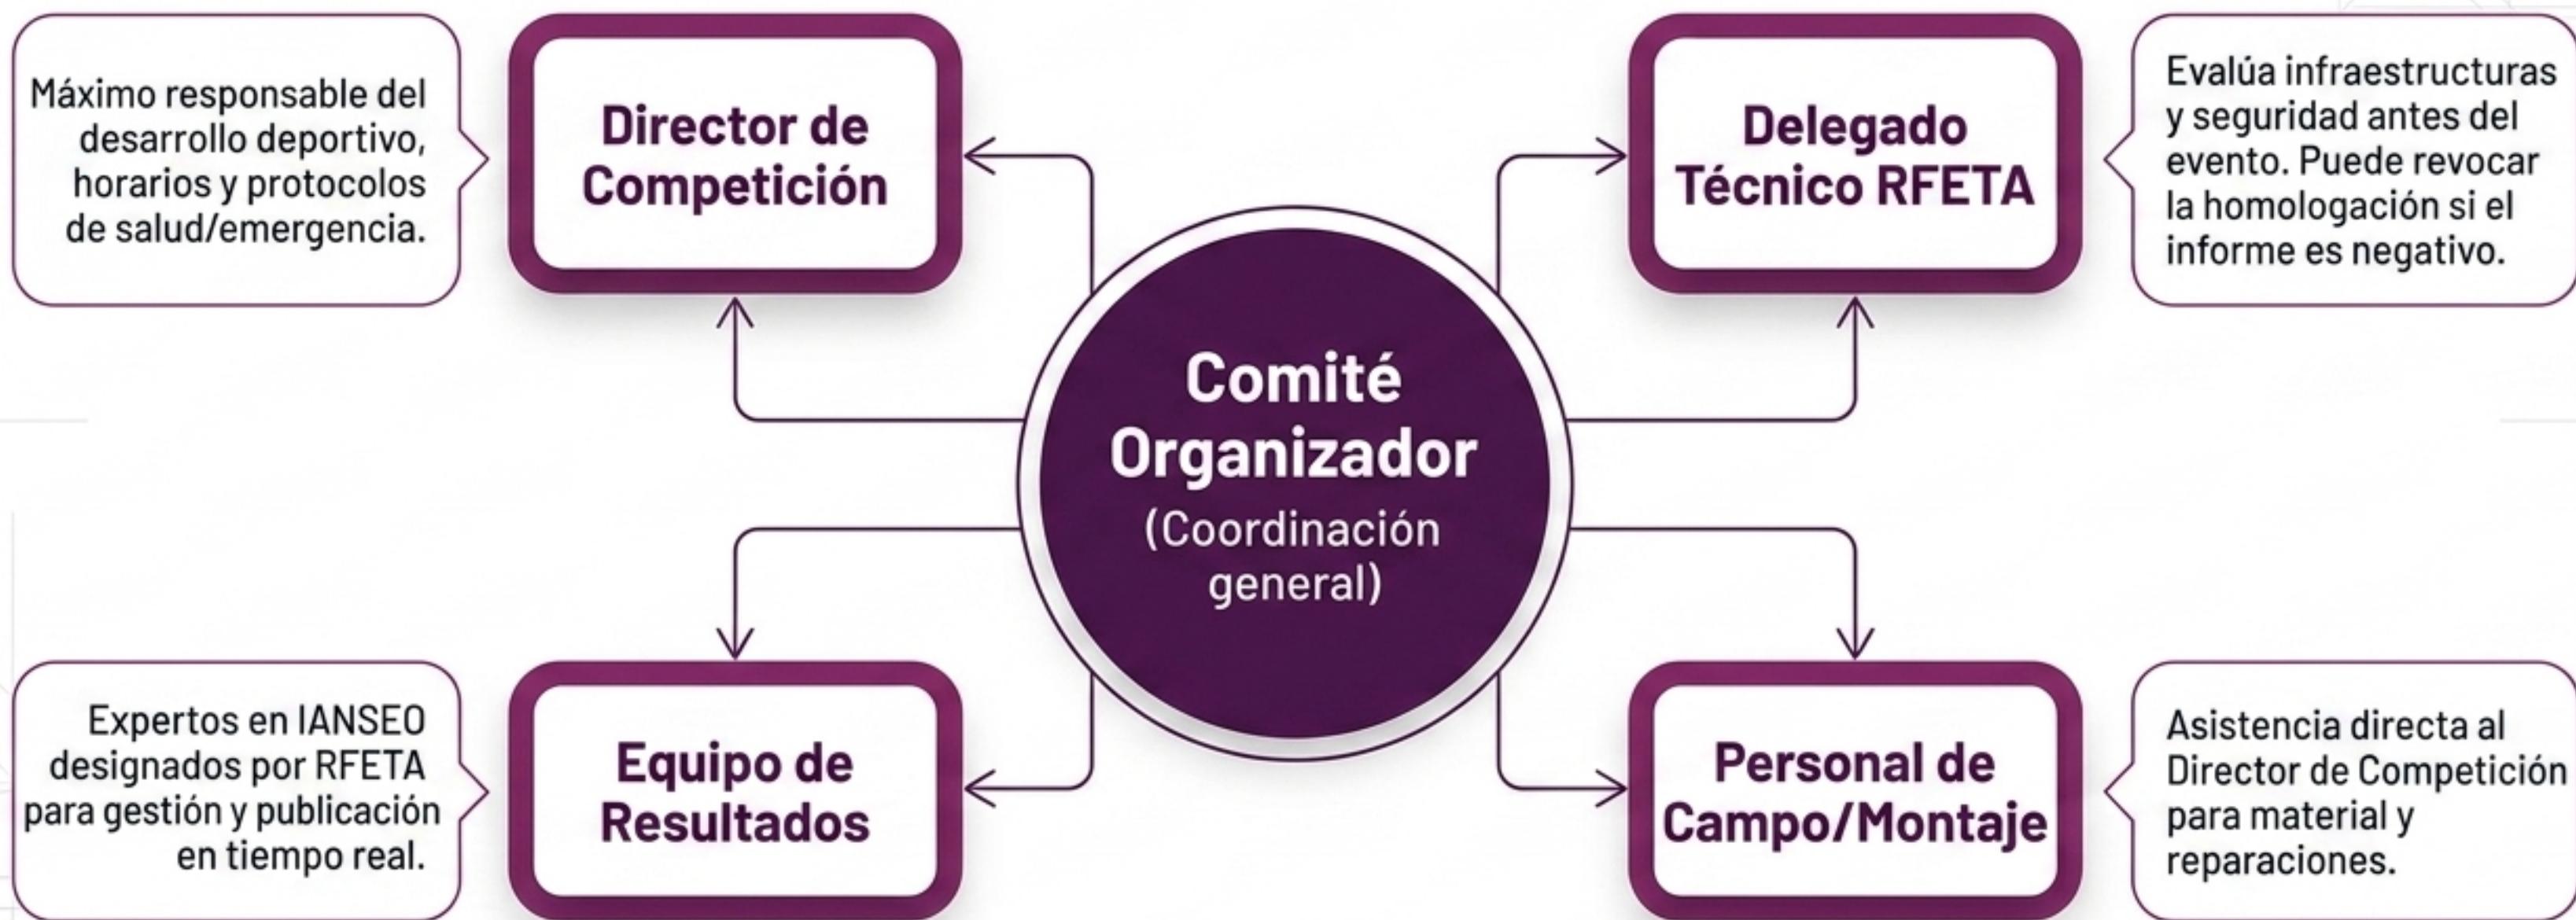 Máximo responsable del
desarrollo deportivo,
horarios y protocolos
de salud/emergencia.
Director de
Competición
Delegado
Técnico RFETA
Evalúa infraestructuras
y seguridad antes del
evento. Puede revocar
la homologación si el
informe es negativo.
Comité
Organizador
(Coordinación
general)
Expertos en IANSEO
designados por RFETA
para gestión y publicación
en tiempo real.
Equipo de
Resultados
Personal de
Campo/Montaje
Asistencia directa al
Director de Competición
para material y
reparaciones.